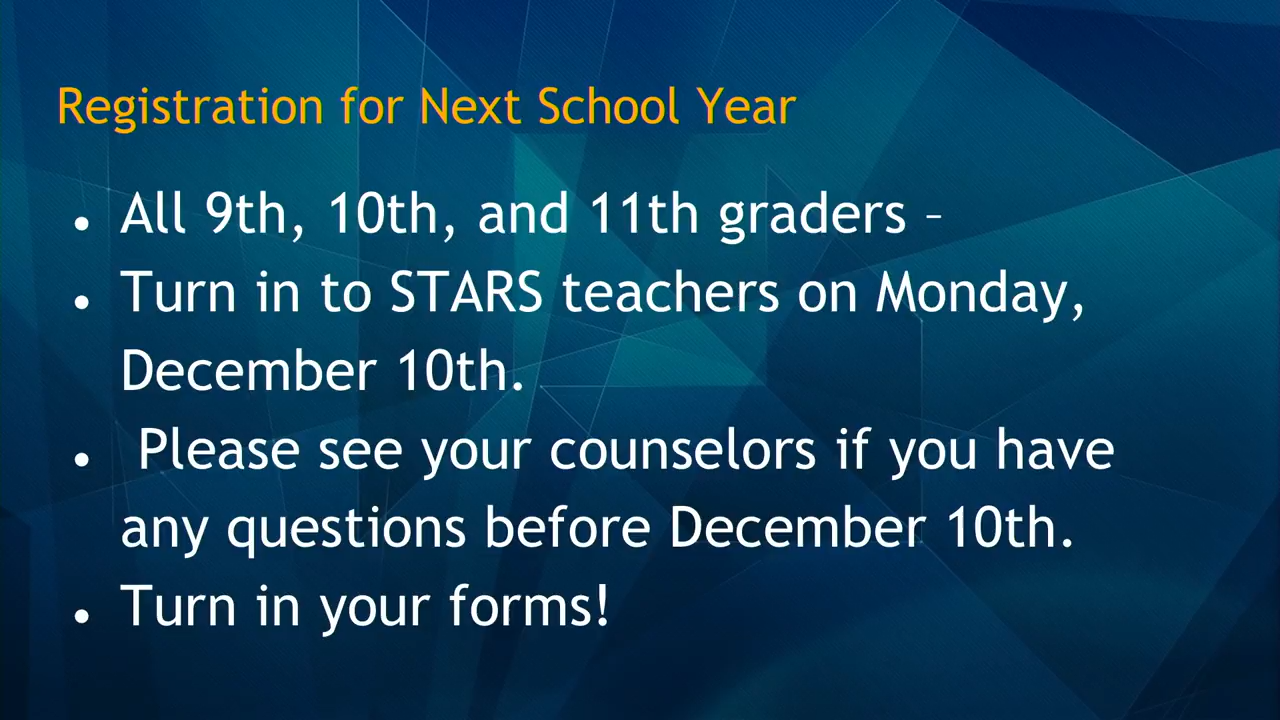 Registration for Next School Year
• All 9th, 10th, and 11th graders –
• Turn in to STARS teachers on Monday,
December 10th.
• Please see your counselors if you have
any questions before December 10th.
• Turn in your forms!